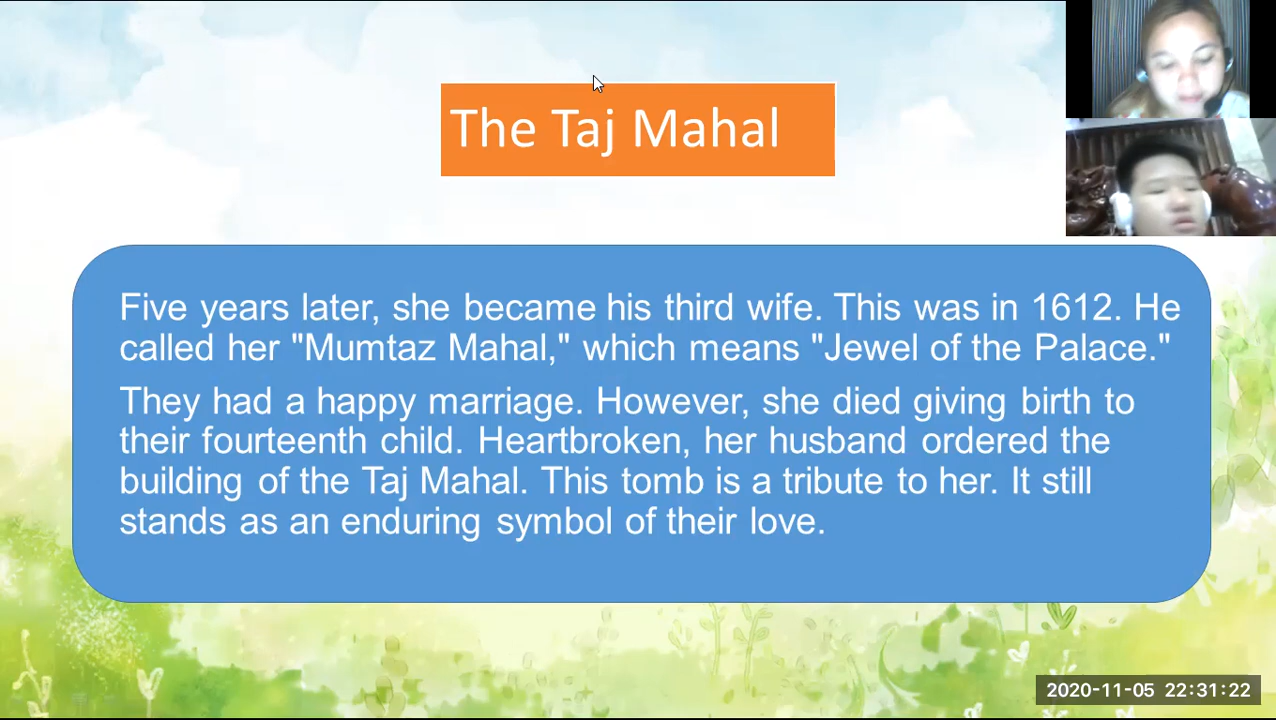 The Taj Mahal
Five years later, she became his third wife. This was in 1612. He
called her "Mumtaz Mahal," which means "Jewel of the Palace."
They had a happy marriage. However, she died giving birth to
their fourteenth child. Heartbroken, her husband ordered the
building of the Taj Mahal. This tomb is a tribute to her. It still
stands as an enduring symbol of their love.
2020-11-05 22:31:22